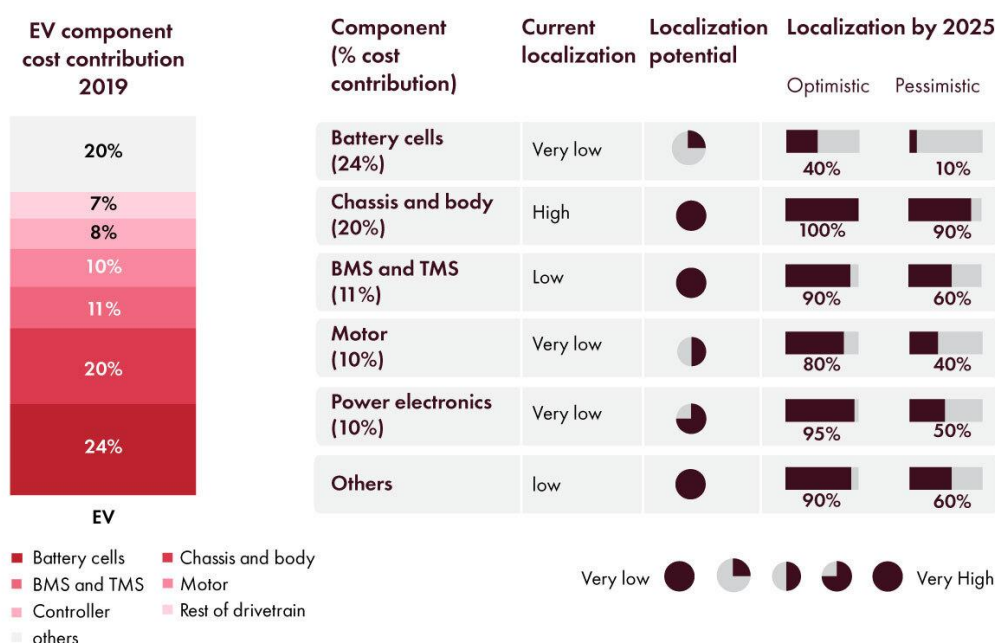 EV component
cost contribution
2019
20%
7%
8%
10%
11%
20%
24%
EV
Battery cells
Chassis and body
BMS and TMS
Motor
Controller
Rest of drivetrain
others
Component
(% cost
contribution)
Current
localization
Localization
potential
Localization by 2025
Optimistic
Pessimistic
Battery cells
(24%)
Very low
40%
10%
Chassis and body
(20%)
High
100%
90%
BMS and TMS
(11%)
Low
90%
60%
Motor
(10%)
Very low
80%
40%
Power electronics
(10%)
Very low
95%
50%
Others
low
90%
60%
Very low
Very High